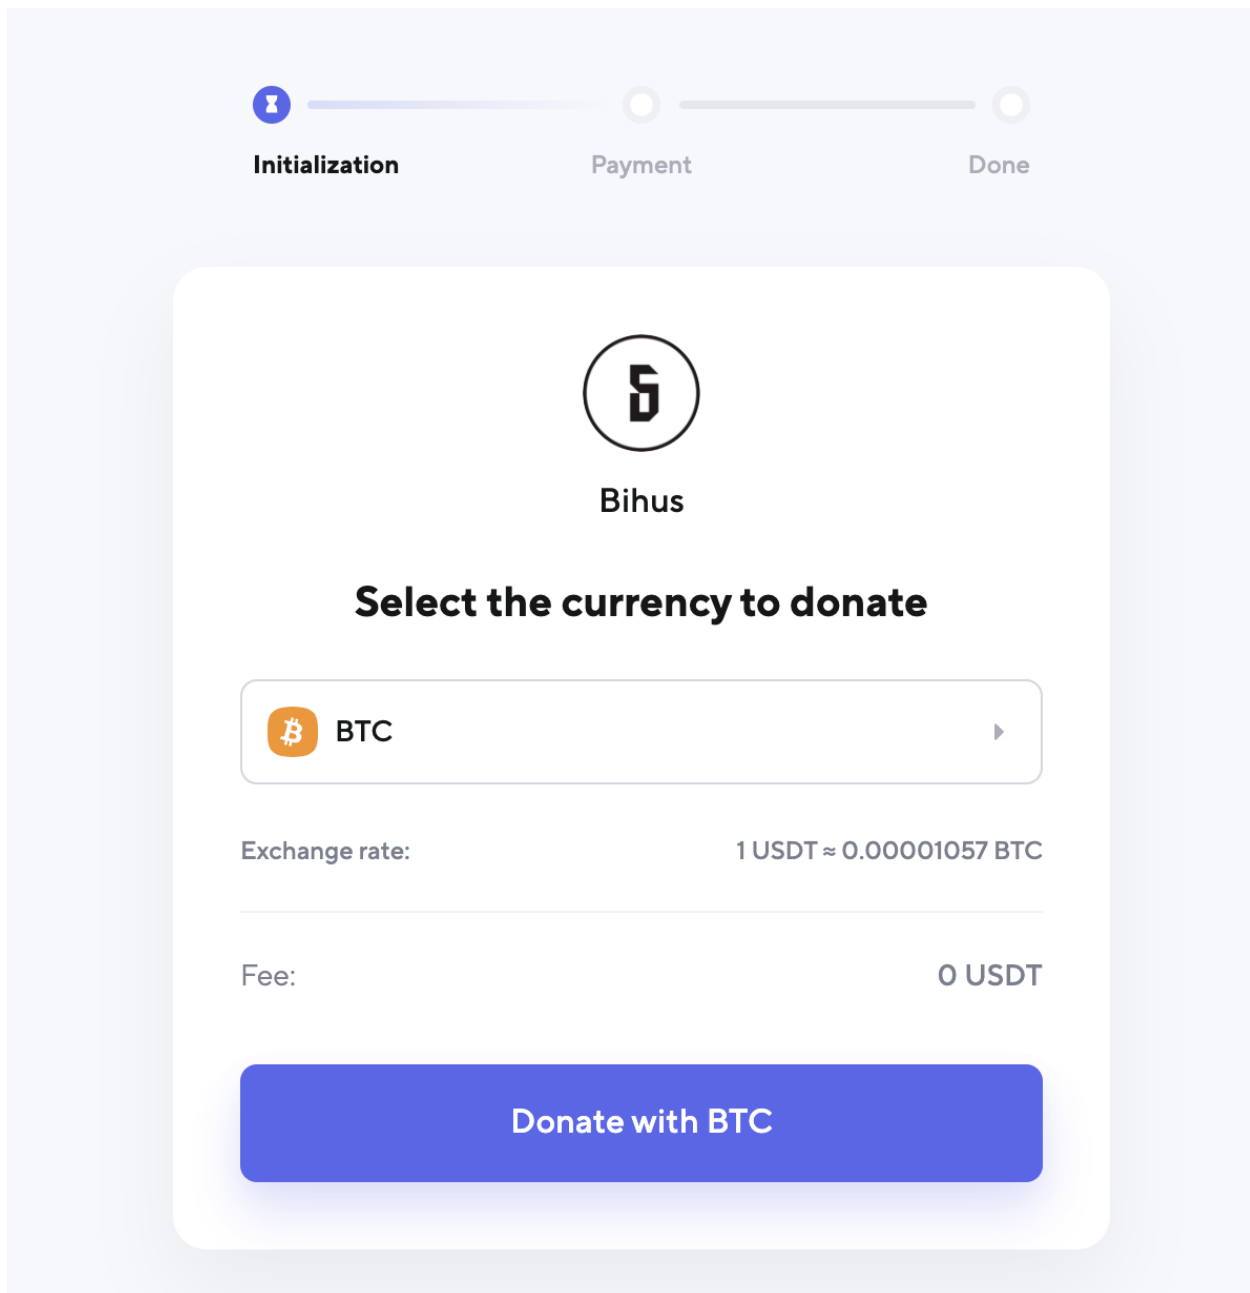 Initialization
Payment
Done
Bihus
Select the currency to donate
BTC
Exchange rate: 1 USDT ≈ 0.00001057 BTC
Fee: 0 USDT
Donate with BTC